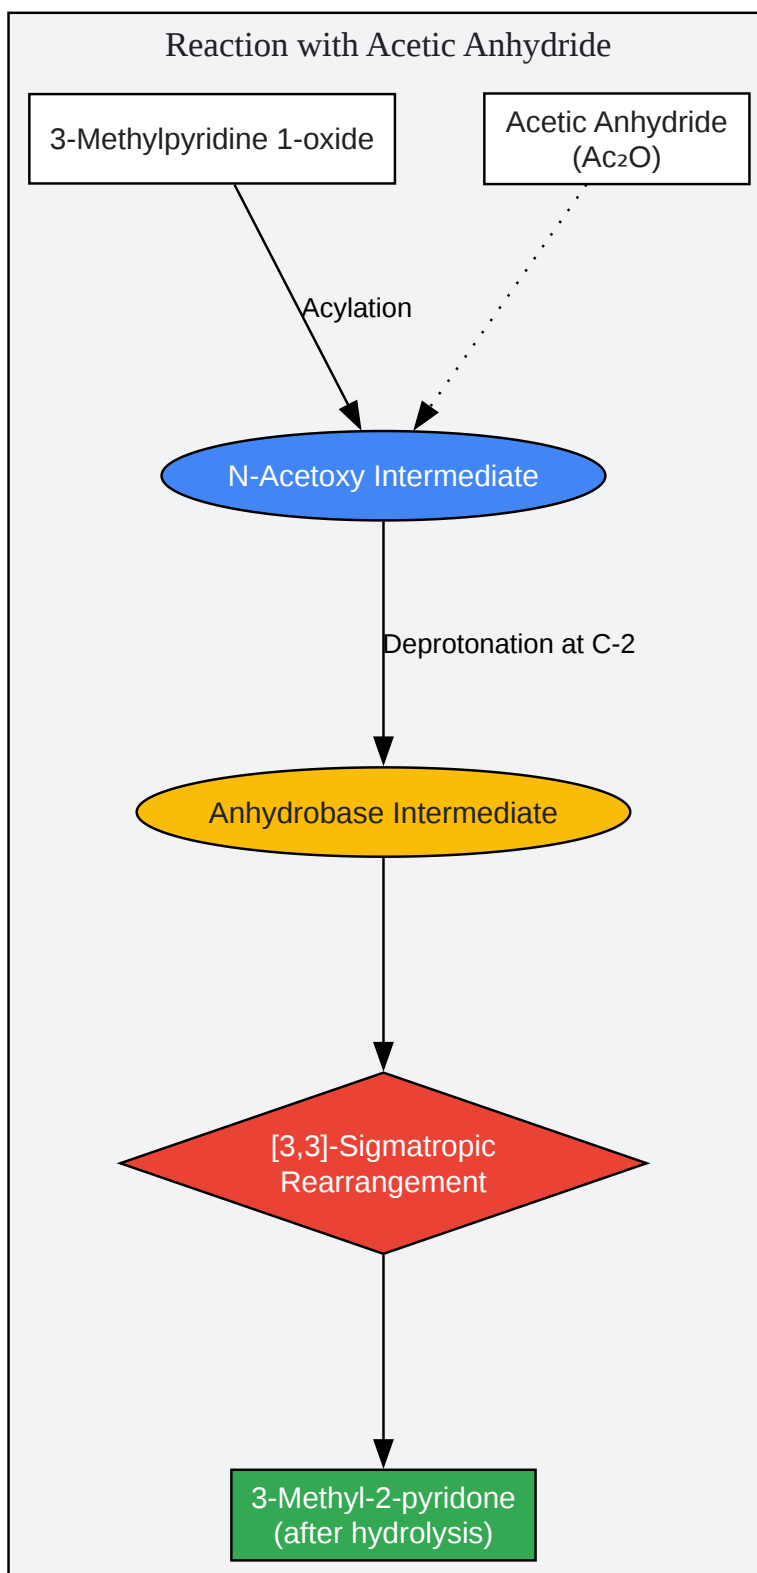 Reaction with Acetic Anhydride
3-Methylpyridine 1-oxide
Acetic Anhydride
(Ac₂O)
Acylation
N-Acetoxy Intermediate
Deprotonation at C-2
Anhydrobase Intermediate
[3,3]-Sigmatropic
Rearrangement
3-Methyl-2-pyridone
(after hydrolysis)